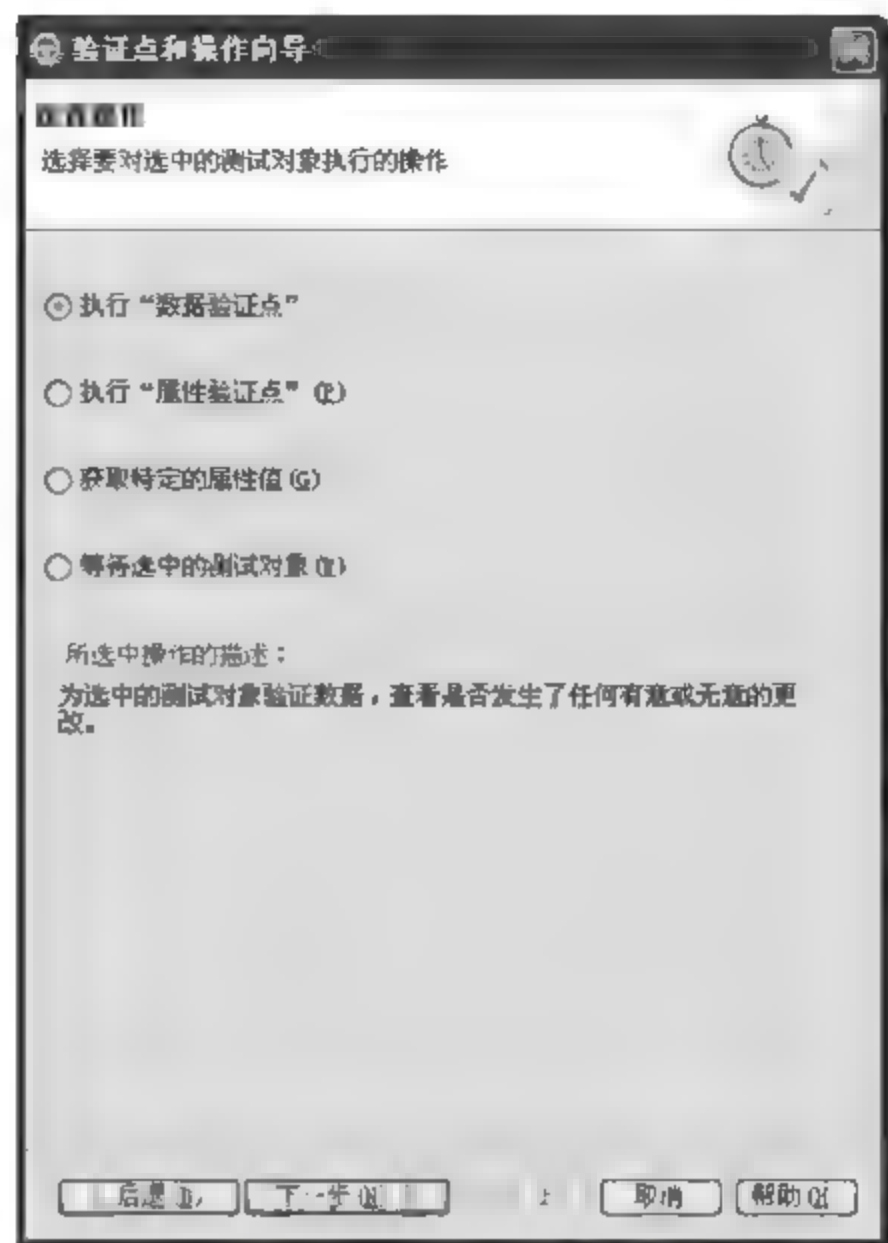 验证点和操作向导
选择要对选中的测试对象执行的操作
执行“数据验证点”
执行“属性验证点”(P)
获取特定的属性值(G)
等待选中的测试对象
所选中操作的描述：
为选中的测试对象验证数据，查看是否发生了任何有意或无意的更
改。
后退 下一步(N) 取消 帮助